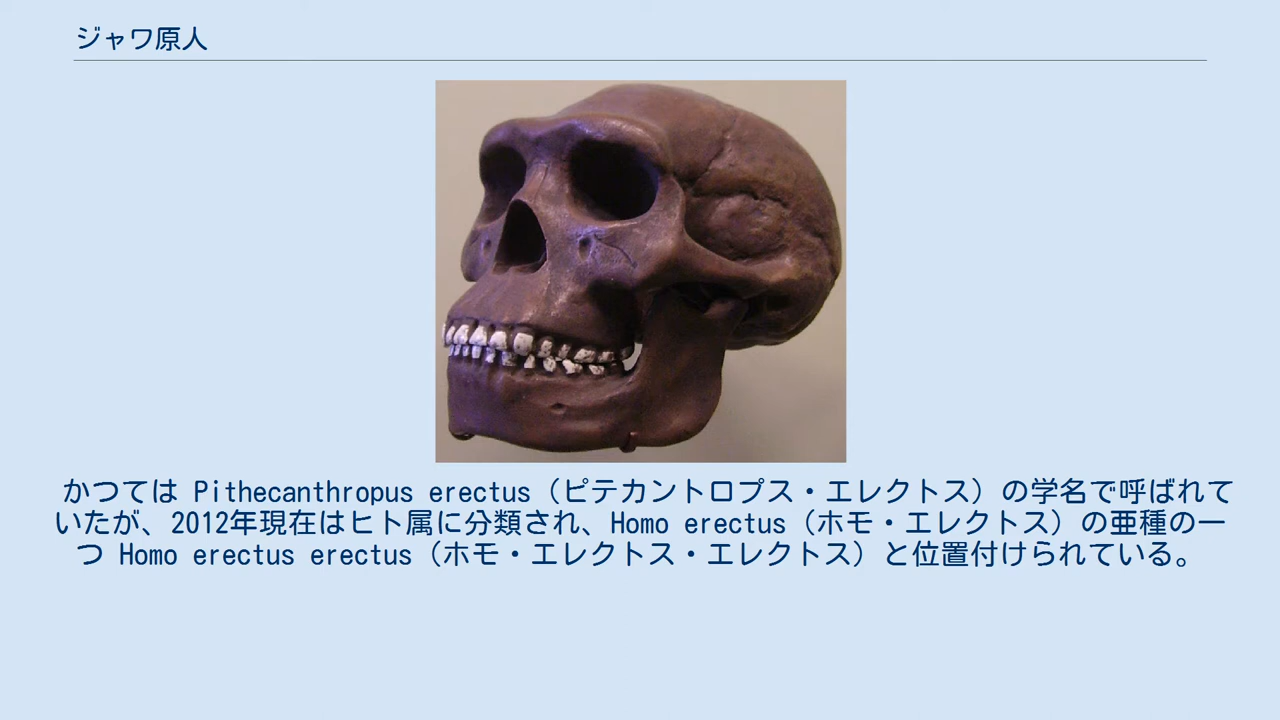 ジャワ原人
かつては Pithecanthropus erectus（ピテカントロプス・エレクトス）の学名で呼ばれて
いたが、2012年現在はヒト属に分類され、Homo erectus（ホモ・エレクトス）の亜種の一
つ Homo erectus erectus（ホモ・エレクトス・エレクトス）と位置付けられている。